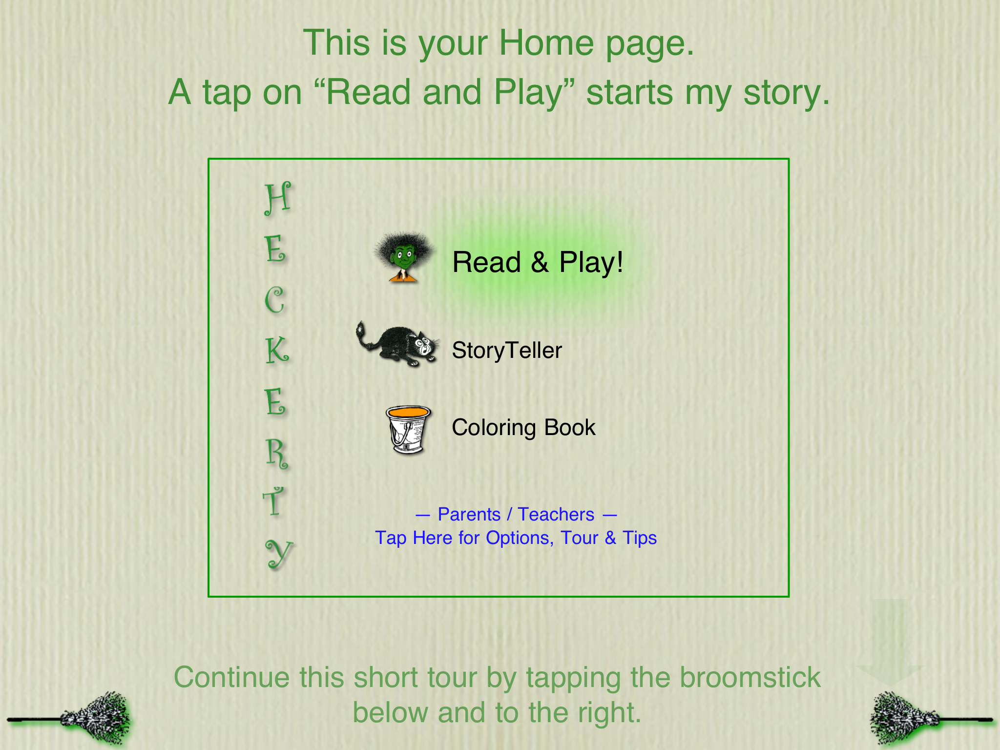 This is your Home page.
A tap on “Read and Play” starts my story.
H
E
C
K
E
R
T
Y
Read & Play!
StoryTeller
Coloring Book
— Parents / Teachers —
Tap Here for Options, Tour & Tips
Continue this short tour by tapping the broomstick
below and to the right.